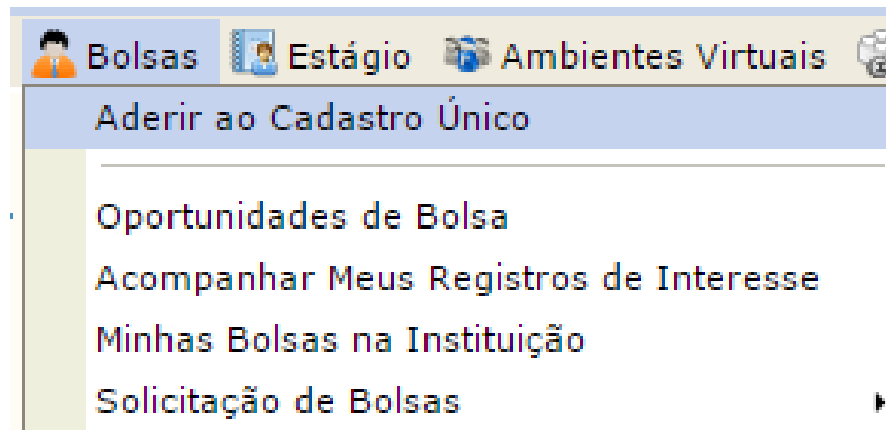 Bolsas Estágio Ambientes Virtuais
Aderir ao Cadastro Único
Oportunidades de Bolsa
Acompanhar Meus Registros de Interesse
Minhas Bolsas na Instituição
Solicitação de Bolsas